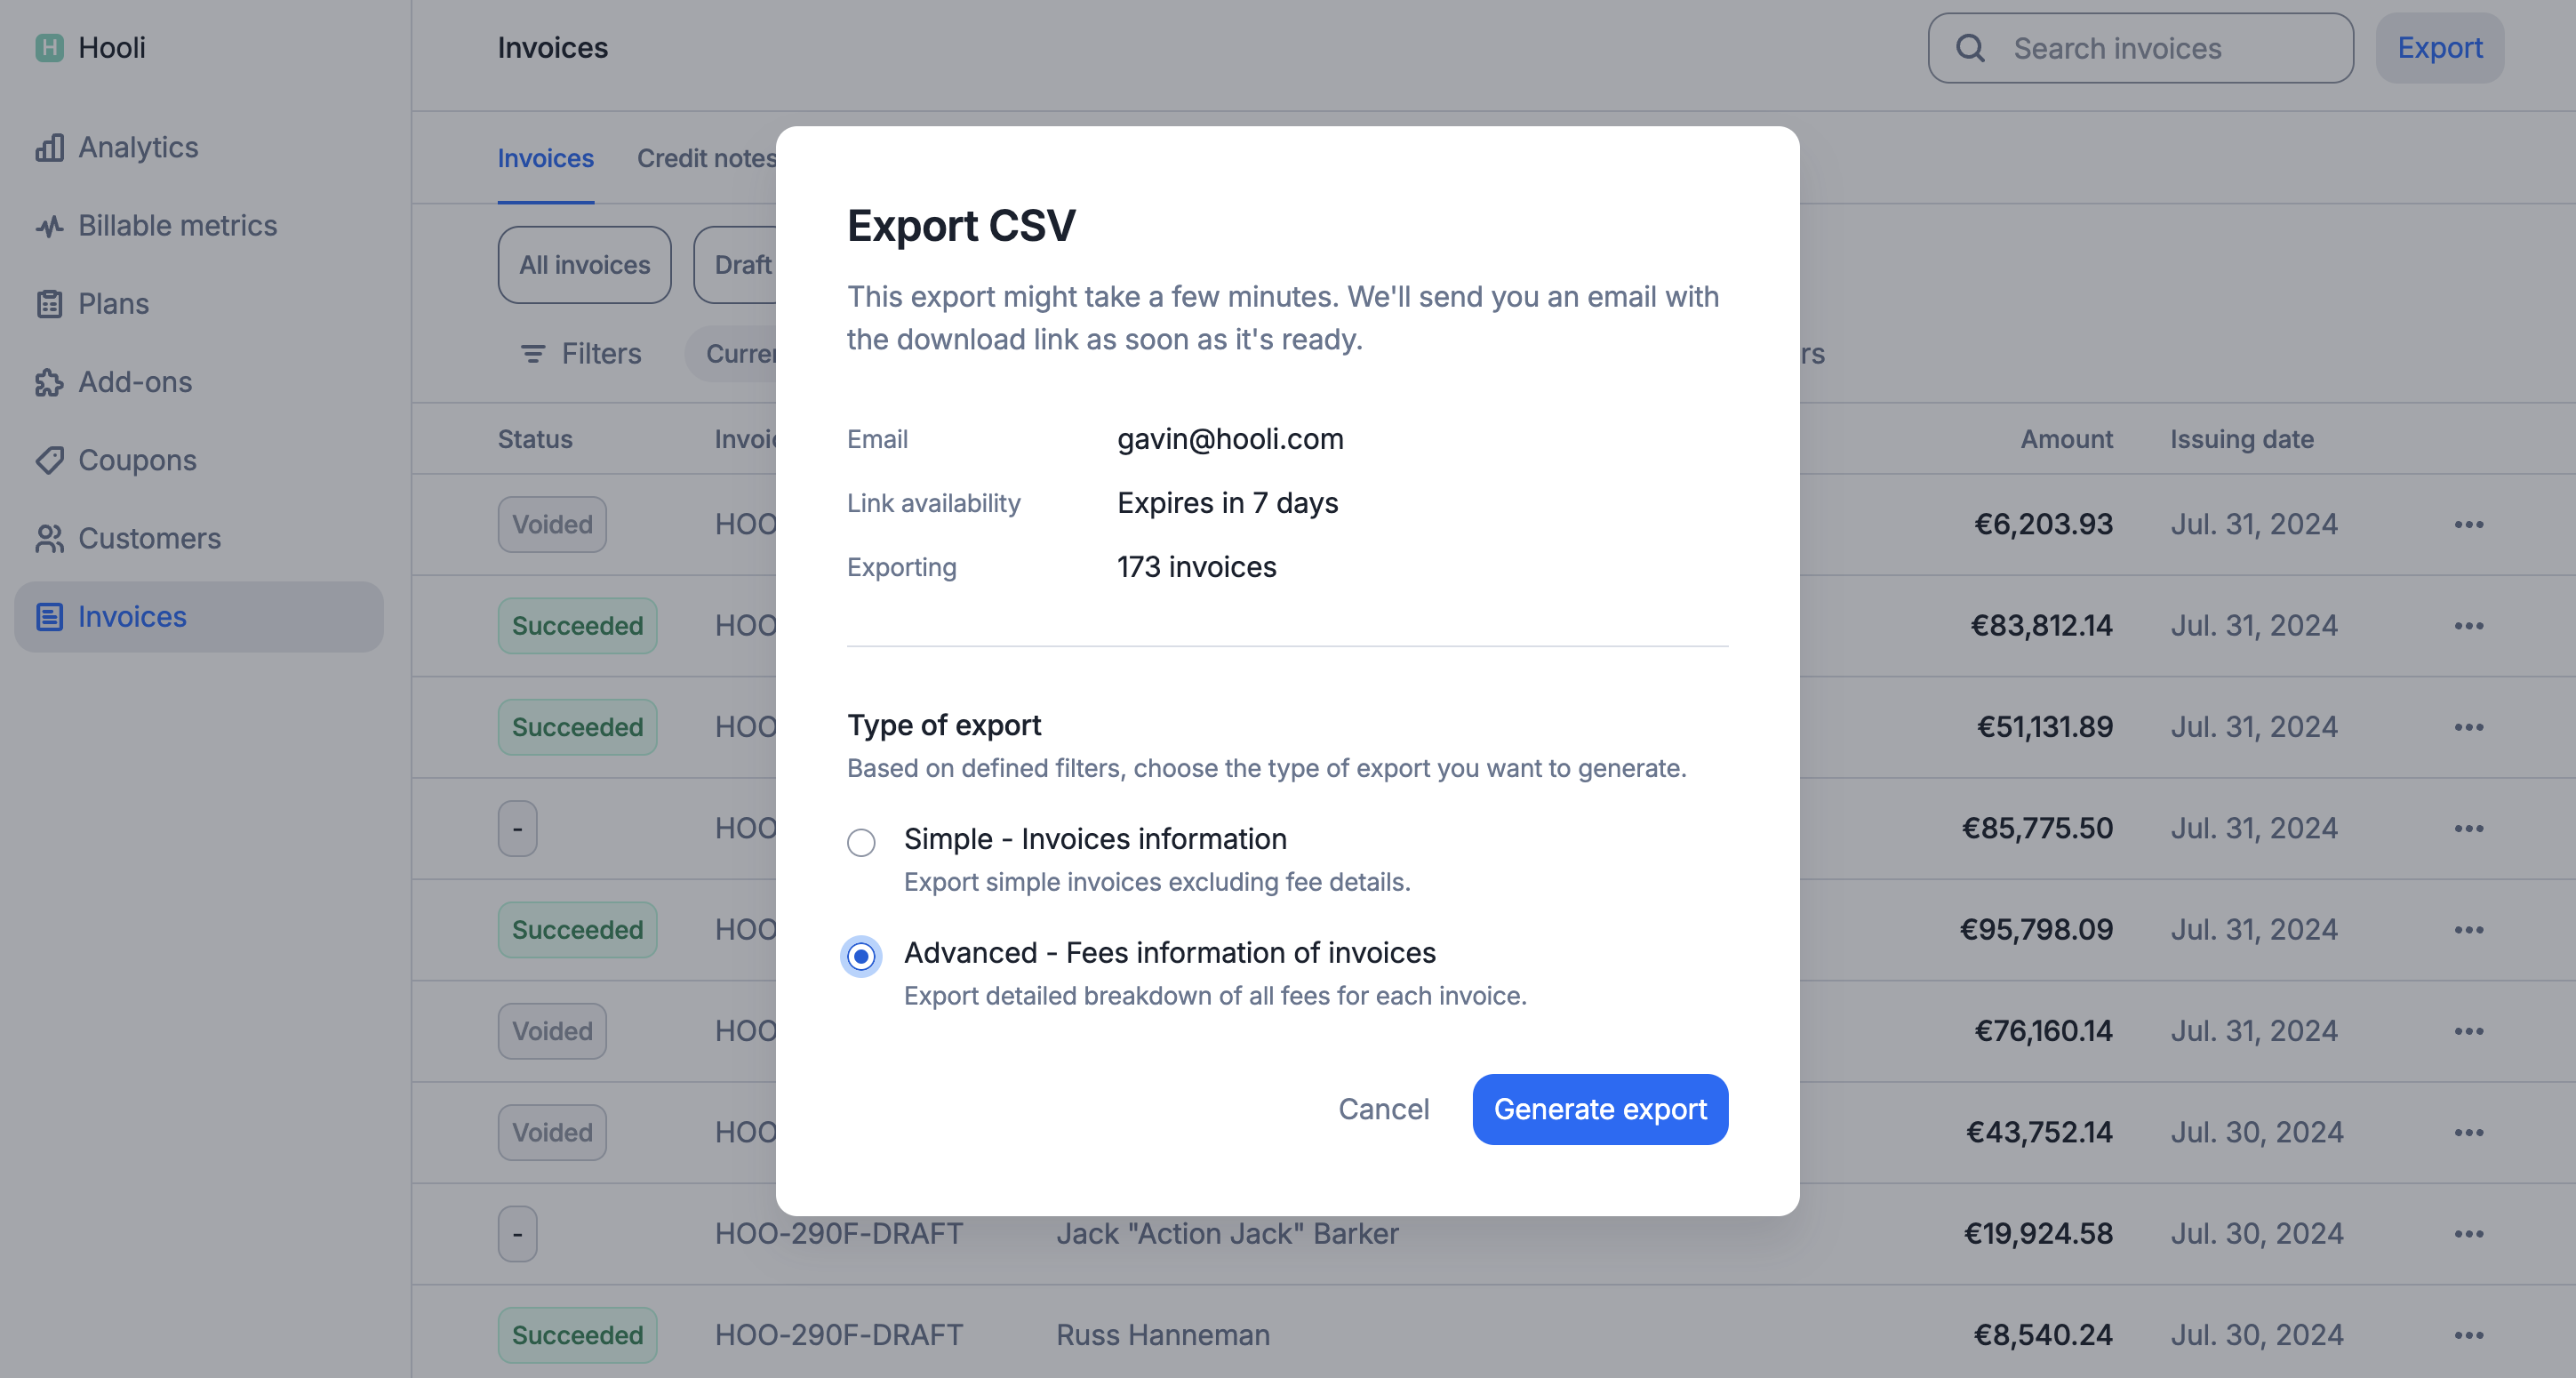 H Hooli
Analytics
Billable metrics
Plans
Add-ons
Coupons
Customers
Invoices
Invoices
Search invoices
Export
Invoices Credit notes
All invoices Draft
Filters
Status Amount Issuing date
Voided HOO €6,203.93 Jul. 31, 2024
Succeeded HOO €83,812.14 Jul. 31, 2024
Succeeded HOO €51,131.89 Jul. 31, 2024
- HOO €85,775.50 Jul. 31, 2024
Succeeded HOO €95,798.09 Jul. 31, 2024
Voided HOO €76,160.14 Jul. 31, 2024
Voided HOO €43,752.14 Jul. 30, 2024
- HOO-290F-DRAFT Jack "Action Jack" Barker €19,924.58 Jul. 30, 2024
Succeeded HOO-290F-DRAFT Russ Hanneman €8,540.24 Jul. 30, 2024
Export CSV
This export might take a few minutes. We'll send you an email with
the download link as soon as it's ready.
Email gavin@hooli.com
Link availability Expires in 7 days
Exporting 173 invoices
Type of export
Based on defined filters, choose the type of export you want to generate.
Simple - Invoices information
Export simple invoices excluding fee details.
Advanced - Fees information of invoices
Export detailed breakdown of all fees for each invoice.
Cancel Generate export